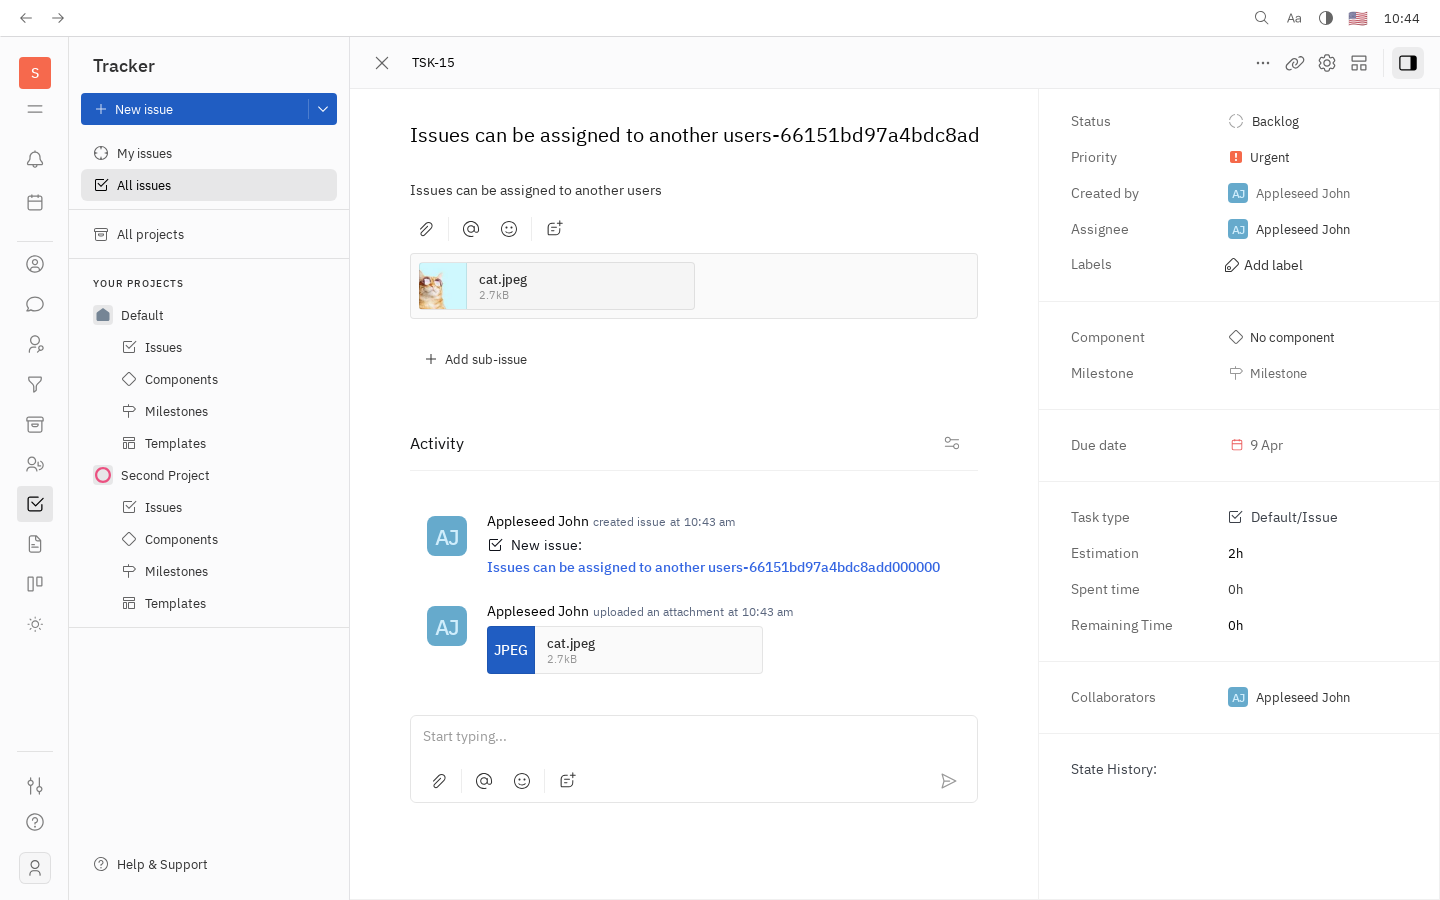 Aa
10:44
S
Tracker
TSK-15
New issue
My issues
All issues
All projects
YOUR PROJECTS
Default
Issues
Components
Milestones
Templates
Second Project
Issues
Components
Milestones
Templates
Help & Support
Issues can be assigned to another users-66151bd97a4bdc8ad
Issues can be assigned to another users
cat.jpeg
2.7kB
Add sub-issue
Activity
AJ
Appleseed John created issue at 10:43 am
New issue:
Issues can be assigned to another users-66151bd97a4bdc8add000000
AJ
Appleseed John uploaded an attachment at 10:43 am
JPEG
cat.jpeg
2.7kB
Start typing...
Status
Backlog
Priority
Urgent
Created by
AJ Appleseed John
Assignee
AJ Appleseed John
Labels
Add label
Component
No component
Milestone
Milestone
Due date
9 Apr
Task type
Default/Issue
Estimation
2h
Spent time
0h
Remaining Time
0h
Collaborators
AJ Appleseed John
State History: